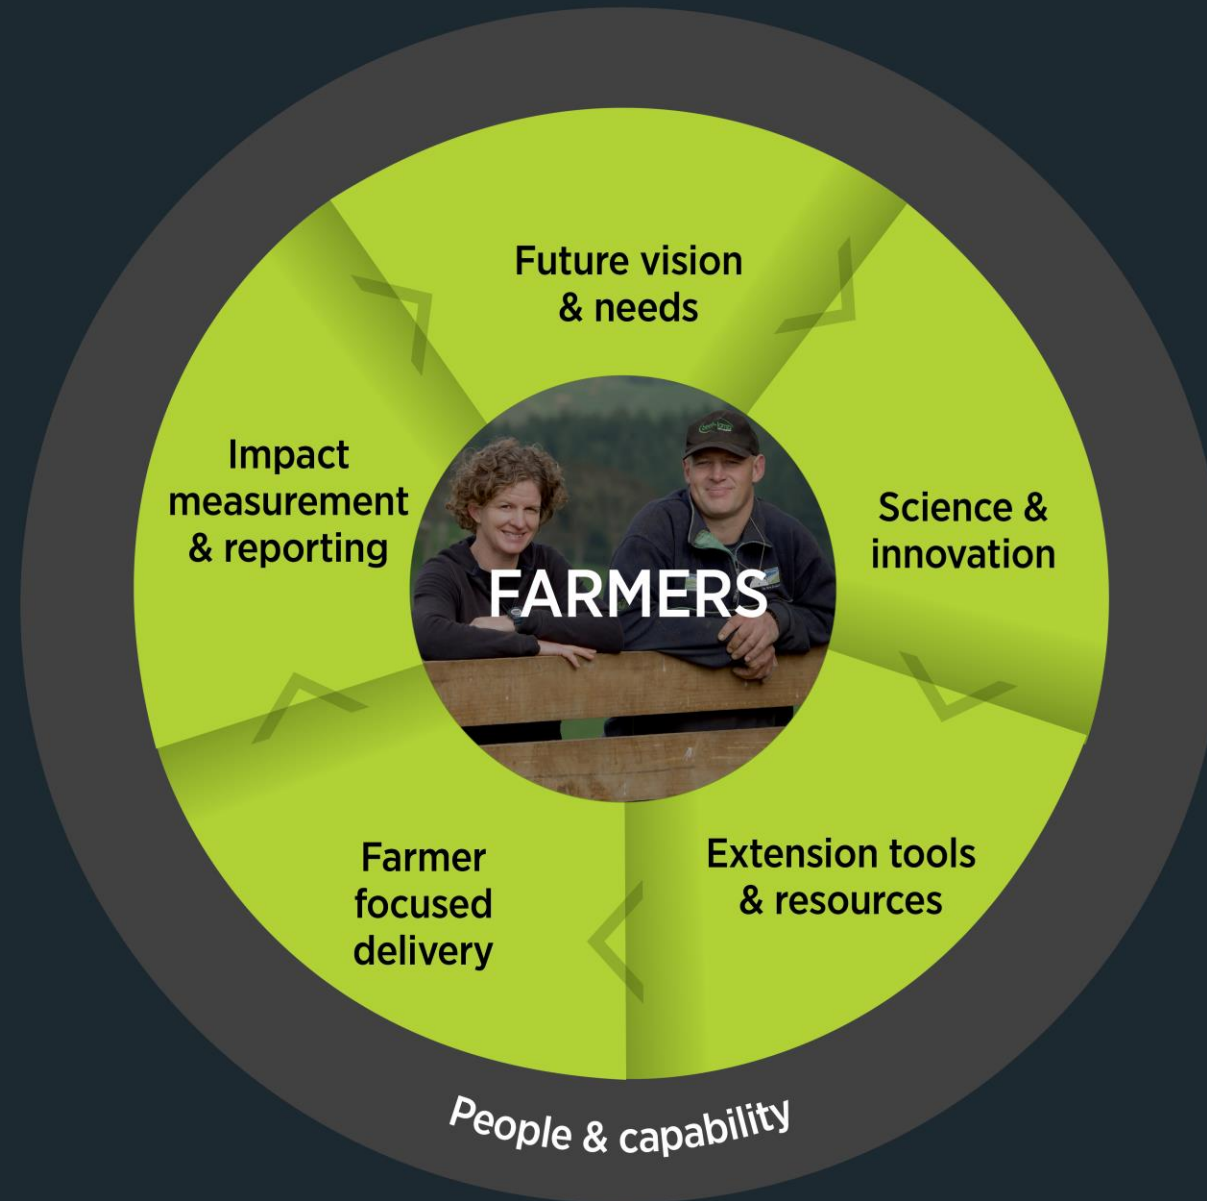 Future vision
& needs
Science &
innovation
Extension tools
& resources
Farmer
focused
delivery
Impact
measurement
& reporting
FARMERS
People & capability